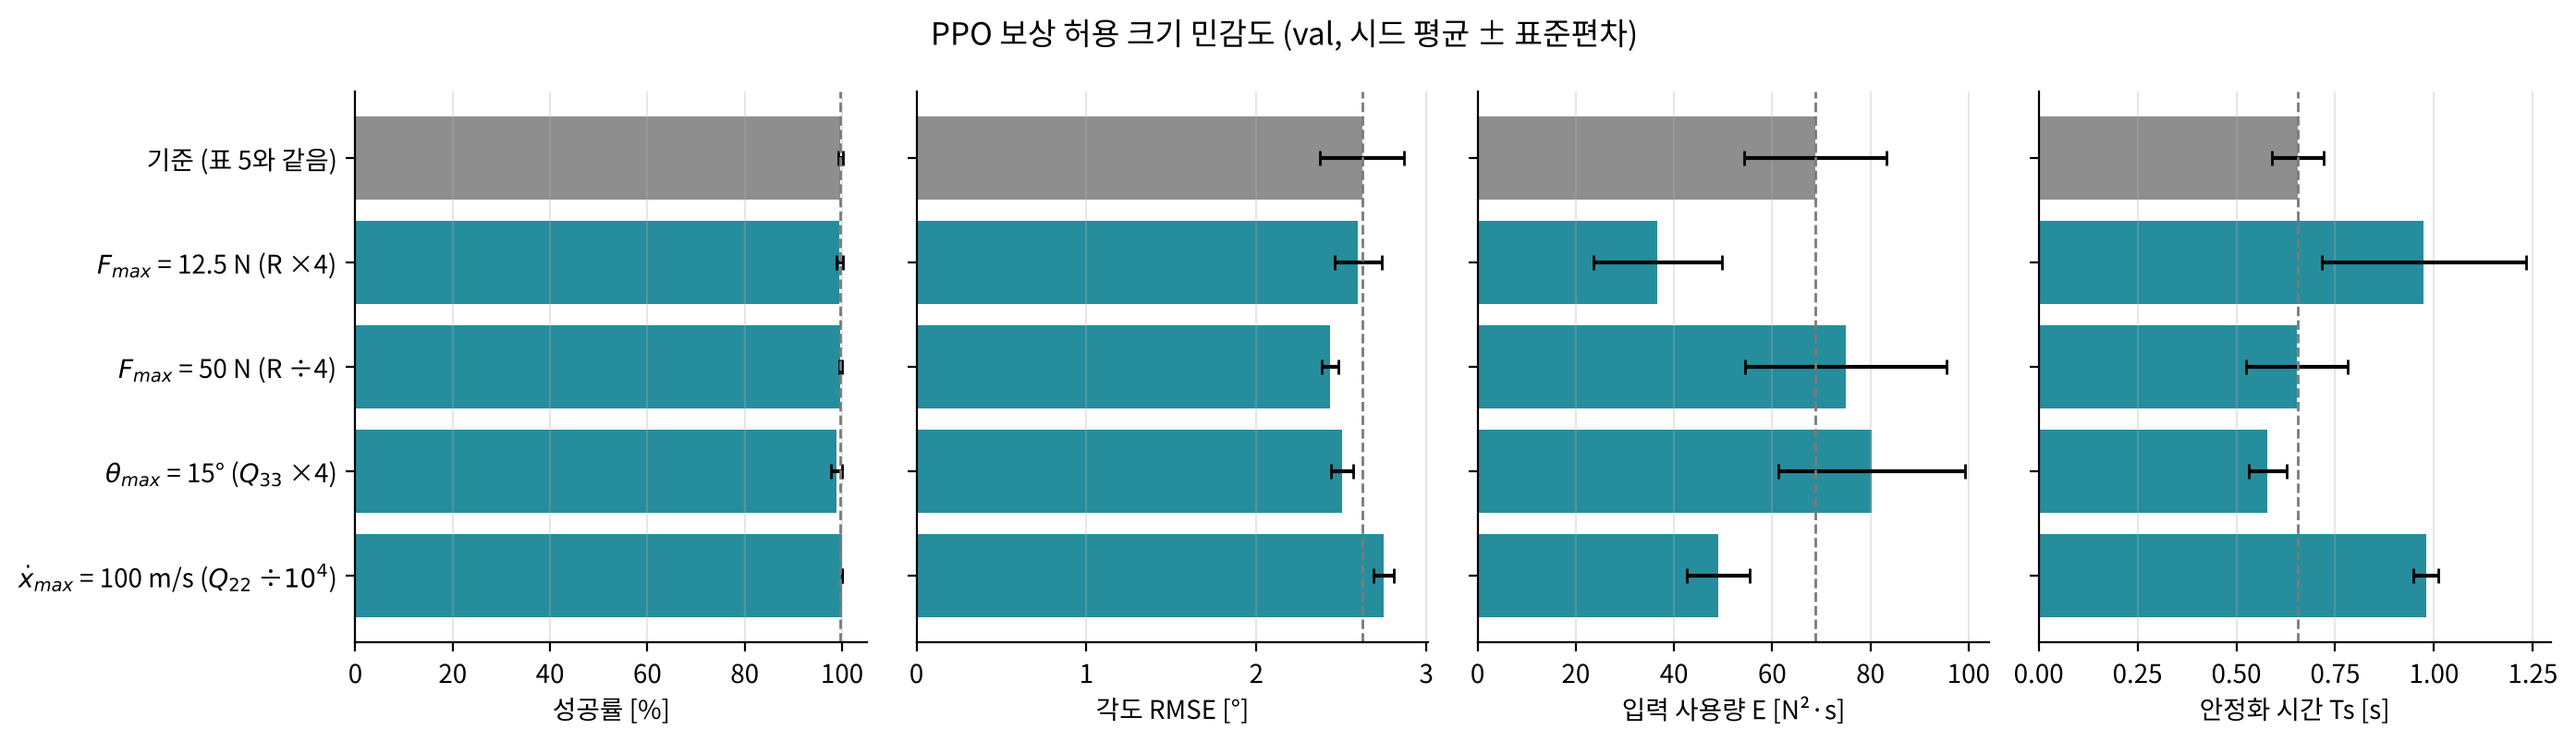 PPO 보상 허용 크기 민감도 (val, 시드 평균 ± 표준편차)
기준 (표 5와 같음)
F_max = 12.5 N (R ×4)
F_max = 50 N (R ÷4)
θ_max = 15° (Q_33 ×4)
ẋ_max = 100 m/s (Q_22 ÷10⁴)
0 20 40 60 80 100
성공률 [%]
0 1 2 3
각도 RMSE [°]
0 20 40 60 80 100
입력 사용량 E [N²·s]
0.00 0.25 0.50 0.75 1.00 1.25
안정화 시간 Ts [s]